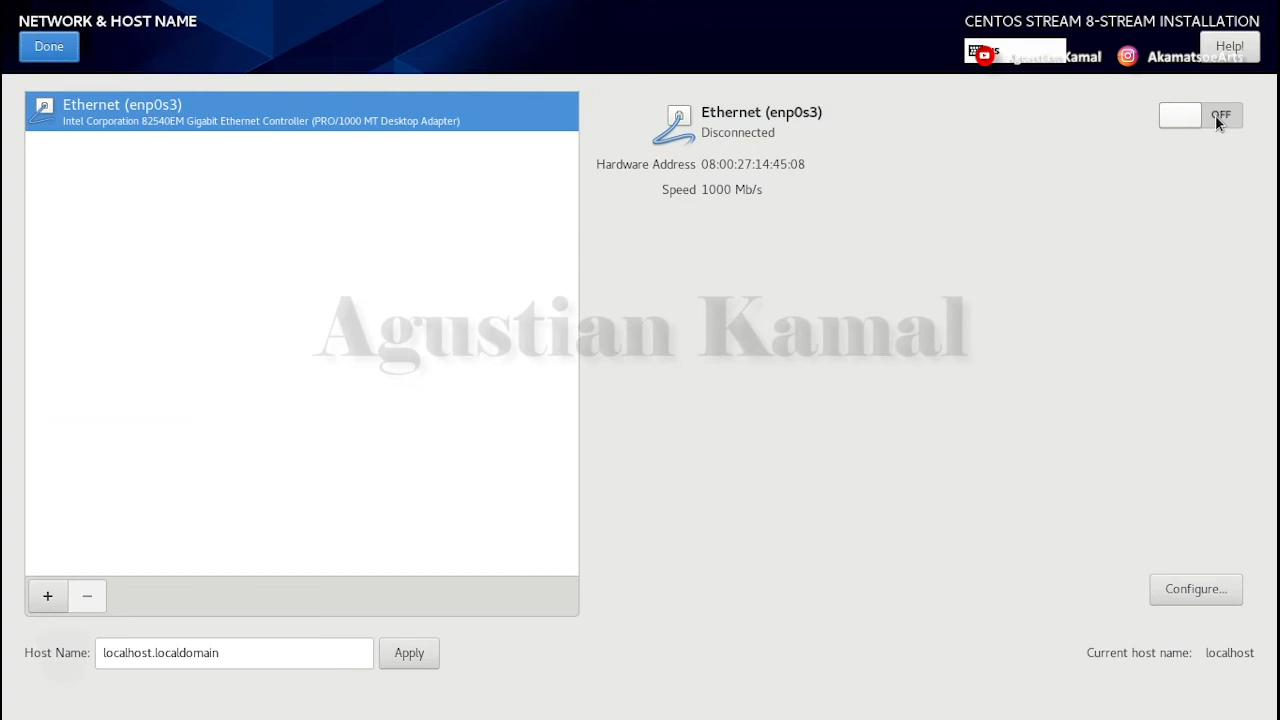 NETWORK & HOST NAME
CENTOS STREAM 8-STREAM INSTALLATION
Done
Help!
Kamal
AkamatsoeArts
Ethernet (enp0s3)
Intel Corporation 82540EM Gigabit Ethernet Controller (PRO/1000 MT Desktop Adapter)
Ethernet (enp0s3)
OFF
Disconnected
Hardware Address 08:00:27:14:45:08
Speed 1000 Mb/s
Agustian Kamal
+ −
Configure...
Host Name: localhost.localdomain Apply
Current host name: localhost